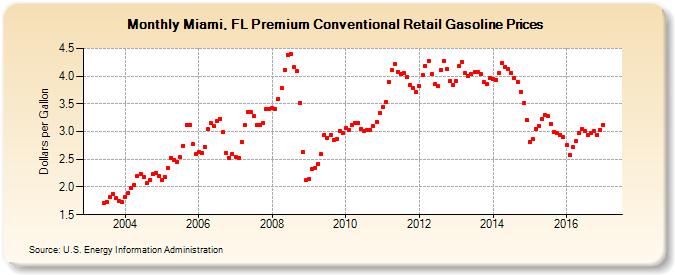 Monthly Miami, FL Premium Conventional Retail Gasoline Prices
Dollars per Gallon
4.5
4.0
3.5
3.0
2.5
2.0
1.5
2004 2006 2008 2010 2012 2014 2016
Source: U.S. Energy Information Administration